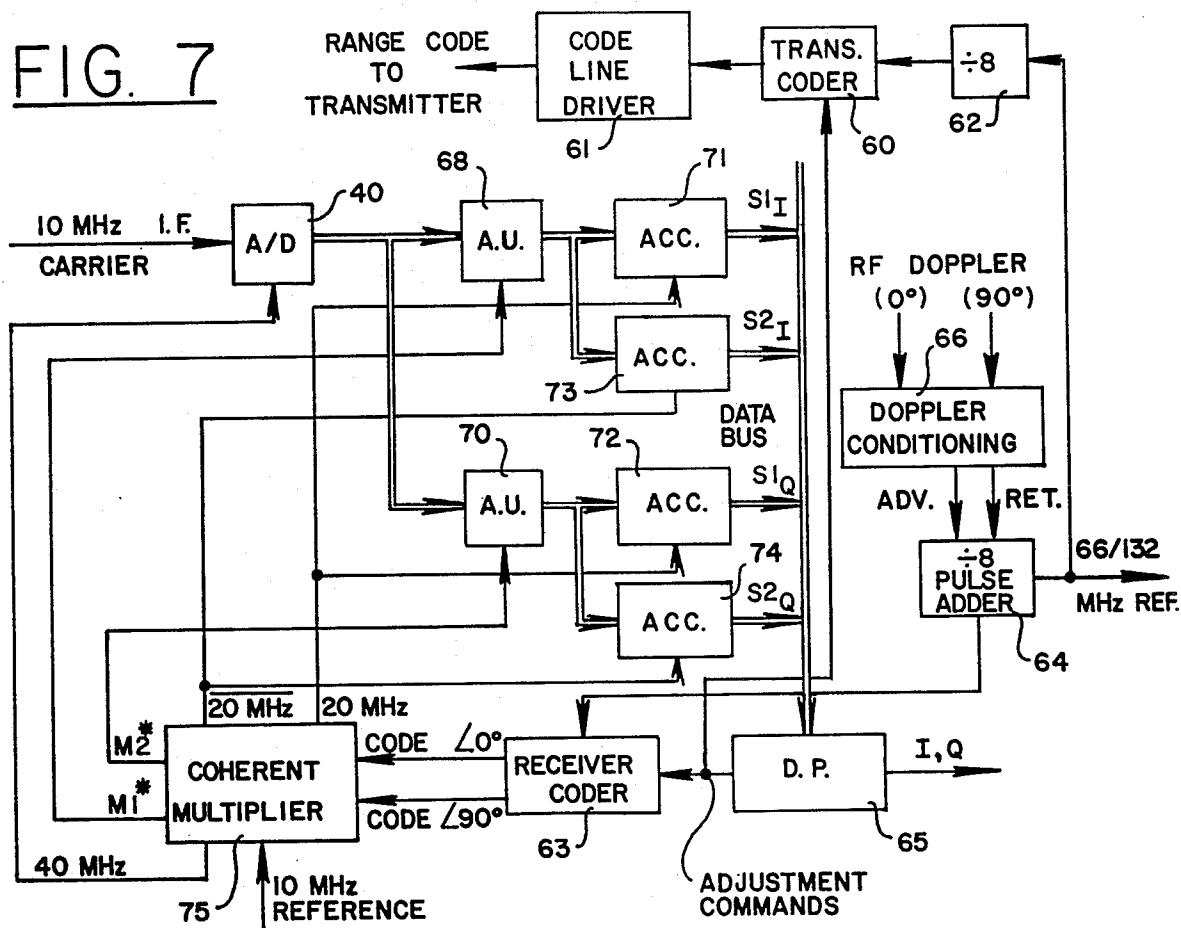 FIG. 7
RANGE CODE
TO
TRANSMITTER
CODE
LINE
DRIVER
61
TRANS.
CODER
60
÷8
62
10 MHz I.F.
CARRIER
A/D
40
68
A.U.
71
ACC.
S1I
ACC.
73
S2I
DATA
BUS
70
A.U.
72
ACC.
S1Q
74
ACC.
S2Q
RF DOPPLER
(0°) (90°)
66
DOPPLER
CONDITIONING
ADV. RET.
÷8
PULSE
ADDER
64
66/132
MHz REF.
20 MHz
20 MHz
M2*
M1*
COHERENT
MULTIPLIER
75
40 MHz
10 MHz
REFERENCE
CODE ∠0°
CODE ∠90°
RECEIVER
CODER
63
D.P.
65
I,Q
ADJUSTMENT
COMMANDS